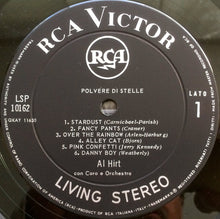 RCA VICTOR
RCA
POLVERE DI STELLE
LSP
10162
LATO
1
1 STARDUST (Carmichael-Parish)
2 FANCY PANTS (Cramer)
3 OVER THE RAINBOW (Arlen-Harburg)
4 ALLEY CAT (Bjorn)
5 PINK CONFETTI (Jerry Kennedy)
6 DANNY BOY (Weatherly)
Al Hirt
con Coro e Orchestra
LIVING STEREO